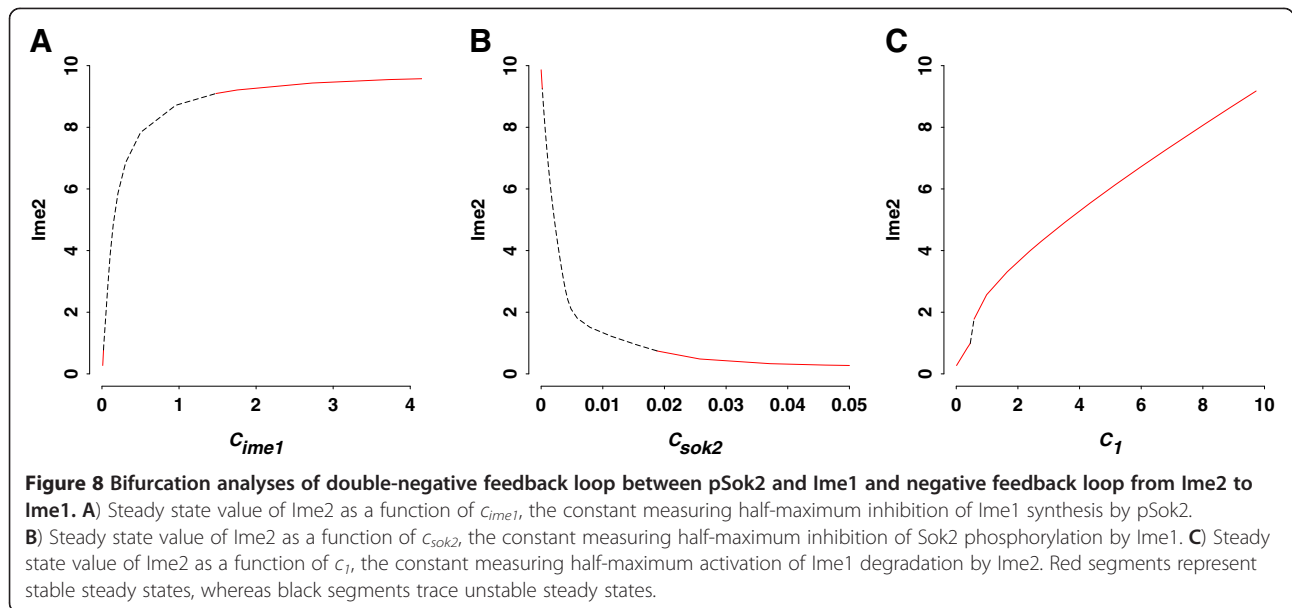 A
B
C
10
8
6
4
2
0
Ime2
0 1 2 3 4
C_ime1
10
8
6
4
2
0
Ime2
0 0.01 0.02 0.03 0.04 0.05
C_sok2
10
8
6
4
2
0
Ime2
0 2 4 6 8 10
C_1
Figure 8 Bifurcation analyses of double-negative feedback loop between pSok2 and Ime1 and negative feedback loop from Ime2 to
Ime1. A) Steady state value of Ime2 as a function of c_ime1, the constant measuring half-maximum inhibition of Ime1 synthesis by pSok2.
B) Steady state value of Ime2 as a function of c_sok2, the constant measuring half-maximum inhibition of Sok2 phosphorylation by Ime1. C) Steady
state value of Ime2 as a function of c_1, the constant measuring half-maximum activation of Ime1 degradation by Ime2. Red segments represent
stable steady states, whereas black segments trace unstable steady states.